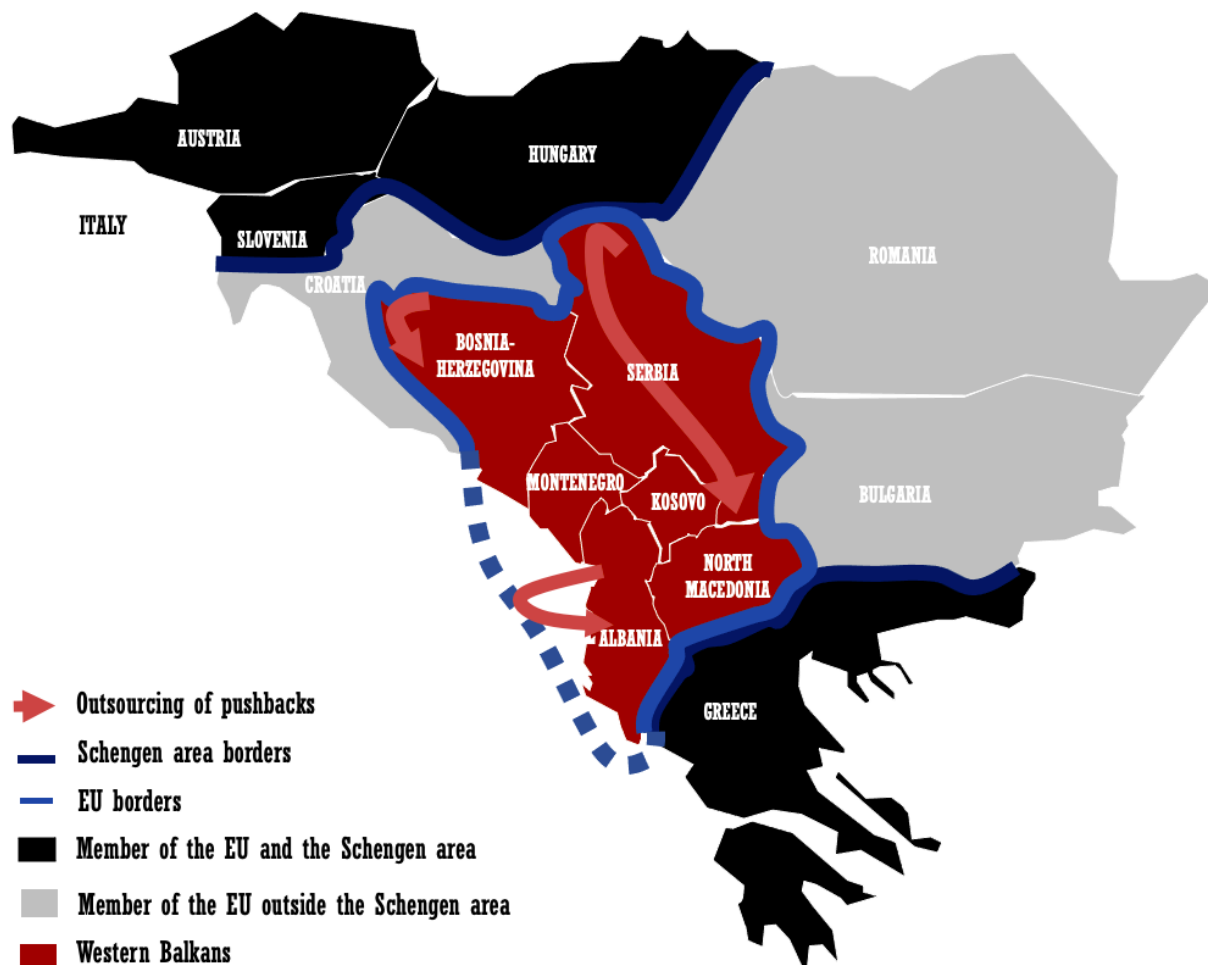 AUSTRIA
HUNGARY
ITALY
SLOVENIA
ROMANIA
CROATIA
BOSNIA-
HERZEGOVINA
SERBIA
MONTENEGRO
KOSOVO
BULGARIA
NORTH
MACEDONIA
ALBANIA
GREECE
Outsourcing of pushbacks
Schengen area borders
EU borders
Member of the EU and the Schengen area
Member of the EU outside the Schengen area
Western Balkans